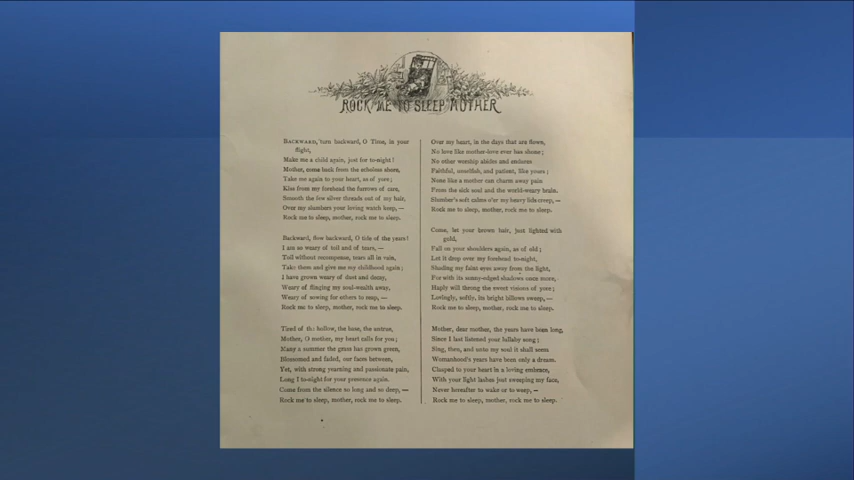 ROCK ME TO SLEEP, MOTHER
BACKWARD, turn backward, O Time, in your
flight,
Make me a child again, just for to-night!
Mother, come back from the echoless shore,
Take me again to your heart, as of yore;
Kiss from my forehead the furrows of care,
Smooth the few silver threads out of my hair,
Over my slumbers your loving watch keep, —
Rock me to sleep, mother, rock me to sleep.
Backward, flow backward, O tide of the years!
I am so weary of toil and of tears, —
Toil without recompense, tears all in vain,
Take them and give me my childhood again;
I have grown weary of dust and decay,
Weary of flinging my soul-wealth away,
Weary of sowing for others to reap, —
Rock me to sleep, mother, rock me to sleep.
Tired of the hollow, the base, the untrue,
Mother, O mother, my heart calls for you;
Many a summer the grass has grown green,
Blossomed and faded, our faces between,
Yet, with strong yearning and passionate pain,
Long I to-night for your presence again.
Come from the silence so long and so deep, —
Rock me to sleep, mother, rock me to sleep.
Over my heart, in the days that are flown,
No love like mother-love ever has shone;
No other worship abides and endures
Faithful, unselfish, and patient, like yours;
None like a mother can charm away pain
From the sick soul and the world-weary brain.
Slumber's soft calms o'er my heavy lids creep, —
Rock me to sleep, mother, rock me to sleep.
Come, let your brown hair, just lighted with
gold,
Fall on your shoulders again, as of old;
Let it drop over my forehead to-night,
Shading my faint eyes away from the light,
For with its sunny-edged shadows once more,
Haply will throng the sweet visions of yore;
Lovingly, softly, its bright billows sweep, —
Rock me to sleep, mother, rock me to sleep.
Mother, dear mother, the years have been long,
Since I last listened your lullaby song;
Sing, then, and unto my soul it shall seem
Womanhood's years have been only a dream.
Clasped to your heart in a loving embrace,
With your light lashes just sweeping my face,
Never hereafter to wake or to weep, —
Rock me to sleep, mother, rock me to sleep.